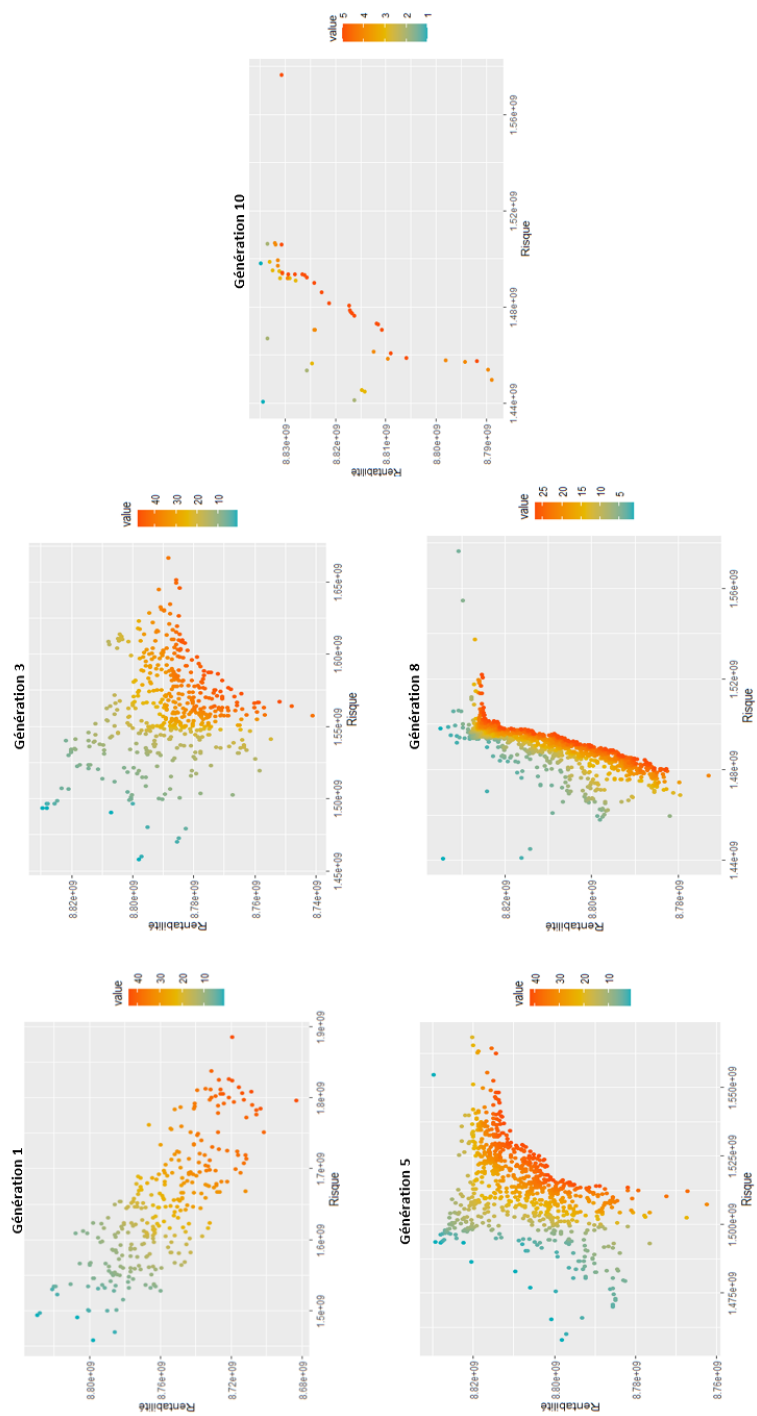 Génération 1
Rentabilité
8.80e+09
8.76e+09
8.72e+09
8.68e+09
1.5e+09 1.6e+09 1.7e+09 1.8e+09 1.9e+09
Risque
value
40
30
20
10
Génération 3
Rentabilité
8.82e+09
8.80e+09
8.78e+09
8.76e+09
8.74e+09
1.45e+09 1.50e+09 1.55e+09 1.60e+09 1.65e+09
Risque
value
40
30
20
10
Génération 10
Rentabilité
8.83e+09
8.82e+09
8.81e+09
8.80e+09
8.79e+09
1.44e+09 1.48e+09 1.52e+09 1.56e+09
Risque
value
5
4
3
2
1
Génération 5
Rentabilité
8.82e+09
8.80e+09
8.78e+09
8.76e+09
1.475e+09 1.500e+09 1.525e+09 1.550e+09
Risque
value
40
30
20
10
Génération 8
Rentabilité
8.82e+09
8.80e+09
8.78e+09
1.44e+09 1.48e+09 1.52e+09 1.56e+09
Risque
value
25
20
15
10
5